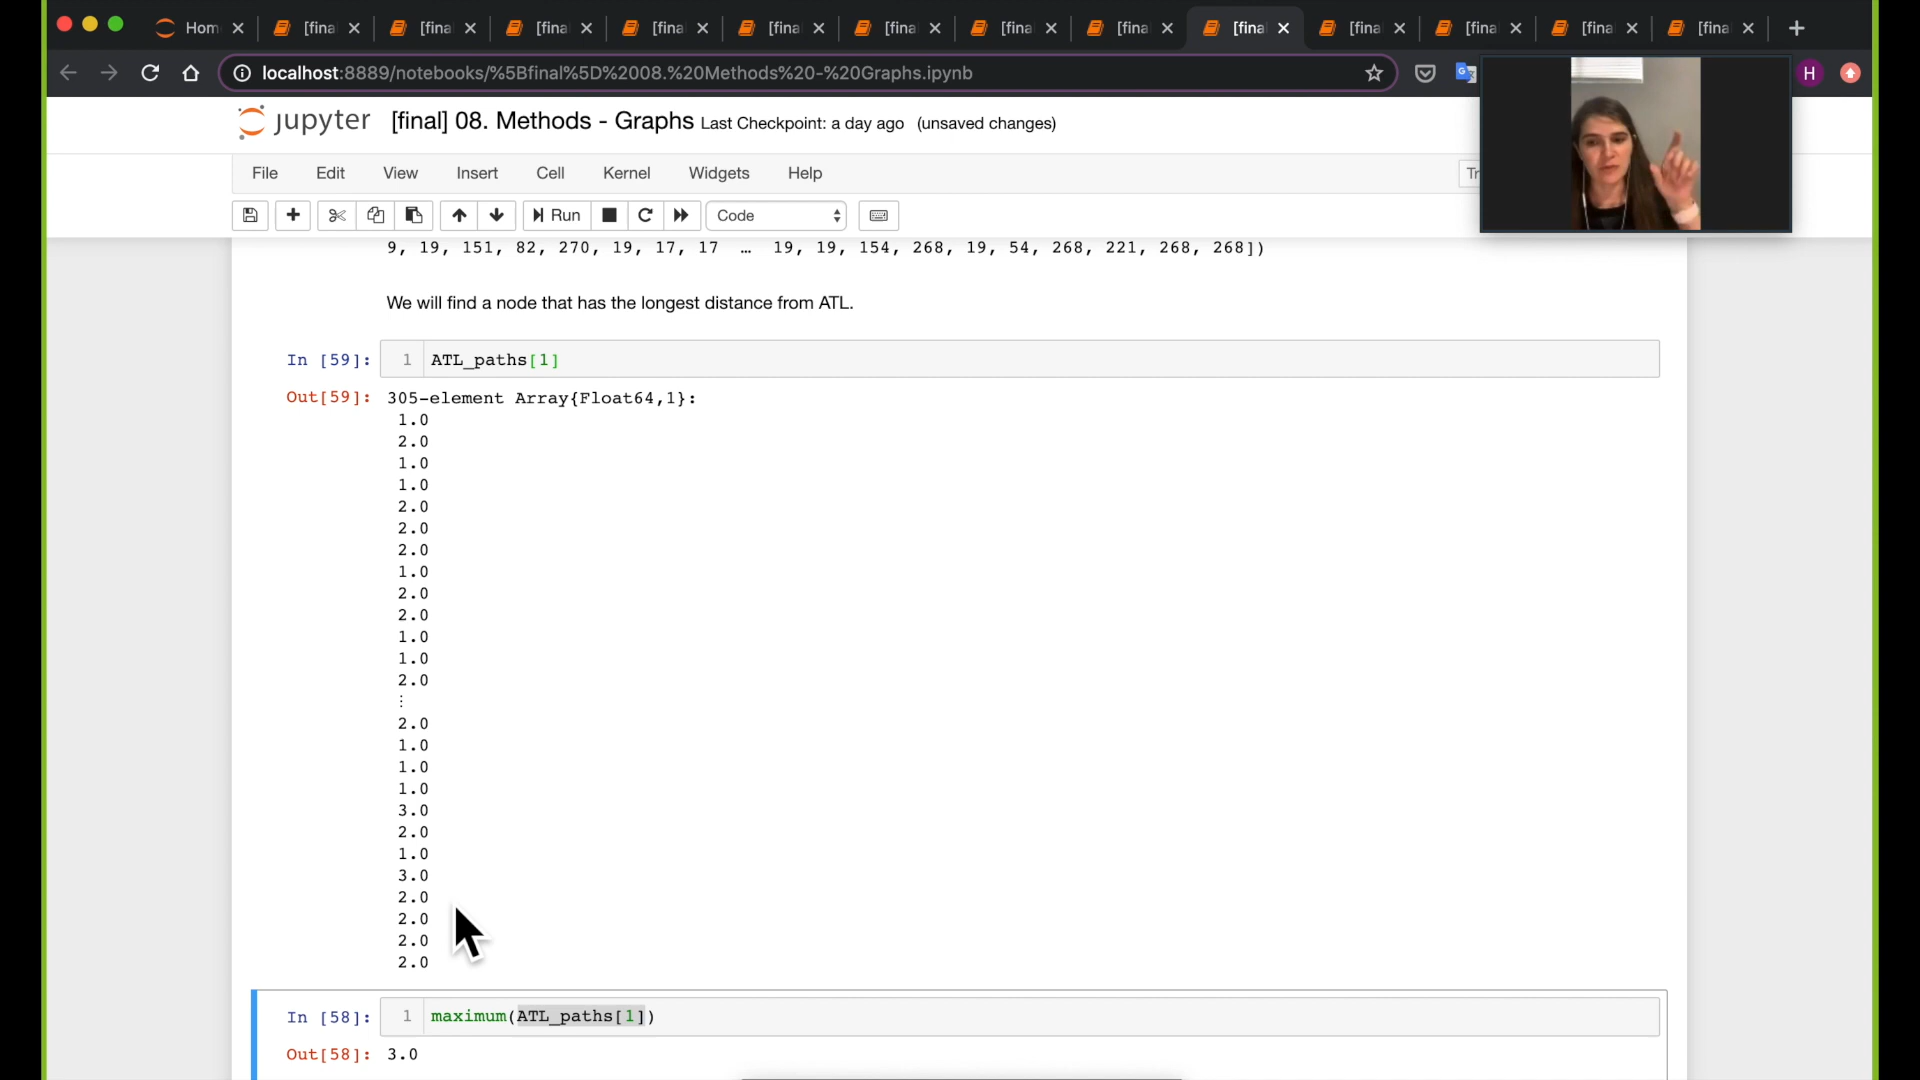 Hom [fina [fina [fina [fina [fina [fina [fina [fina [fina [fina [fina [fina [fina
localhost:8889/notebooks/%5Bfinal%5D%2008.%20Methods%20-%20Graphs.ipynb H
jupyter [final] 08. Methods - Graphs Last Checkpoint: a day ago (unsaved changes)
File Edit View Insert Cell Kernel Widgets Help Tr
Run Code
9, 19, 151, 82, 270, 19, 17, 17 … 19, 19, 154, 268, 19, 54, 268, 221, 268, 268])
We will find a node that has the longest distance from ATL.
In [59]: 1 ATL_paths[1]
Out[59]: 305-element Array{Float64,1}:
1.0
2.0
1.0
1.0
2.0
2.0
2.0
1.0
2.0
2.0
1.0
1.0
2.0
⋮
2.0
1.0
1.0
1.0
3.0
2.0
1.0
3.0
2.0
2.0
2.0
2.0
In [58]: 1 maximum(ATL_paths[1])
Out[58]: 3.0